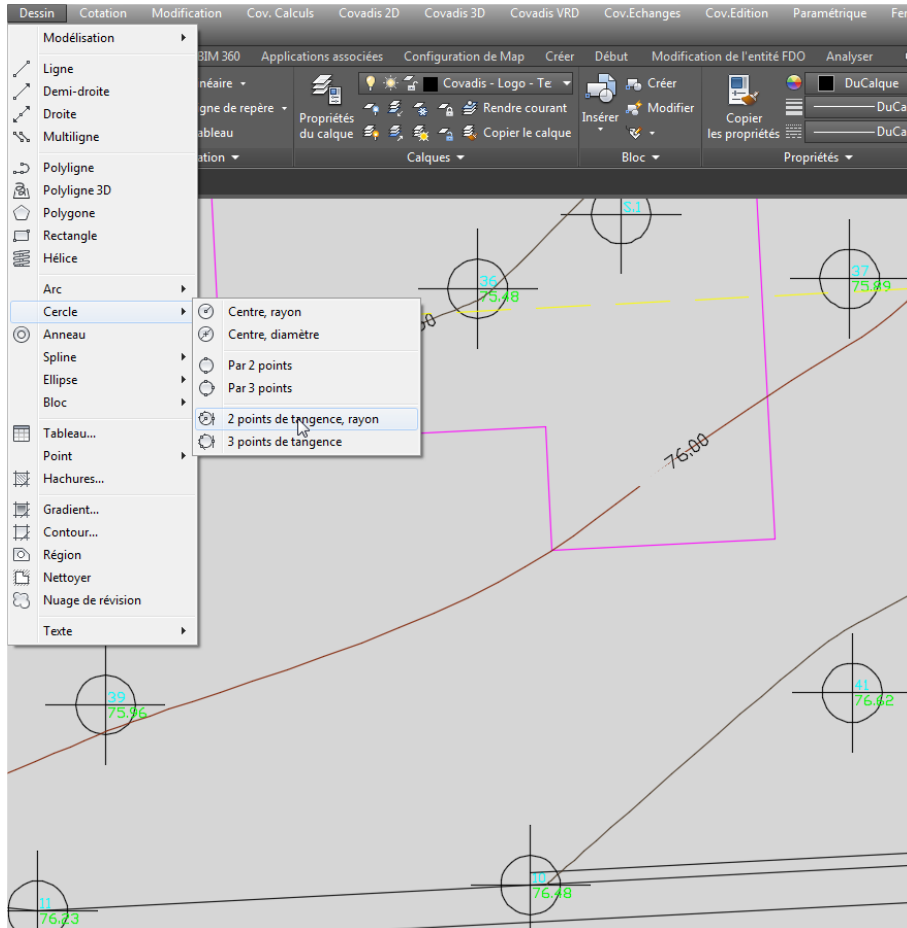 Dessin Cotation Modification Cov. Calculs Covadis 2D Covadis 3D Covadis VRD Cov.Echanges Cov.Edition Paramétrique Fe
BIM 360 Applications associées Configuration de Map Créer Début Modification de l'entité FDO Analyser
Modélisation
Ligne
Demi-droite
Droite
Multiligne
Polyligne
Polyligne 3D
Polygone
Rectangle
Hélice
Arc
Cercle
Anneau
Spline
Ellipse
Bloc
Tableau...
Point
Hachures...
Gradient...
Contour...
Région
Nettoyer
Nuage de révision
Texte
Centre, rayon
Centre, diamètre
Par 2 points
Par 3 points
2 points de tangence, rayon
3 points de tangence
néaire
gne de repère
ableau
ation
Propriétés
du calque
Covadis - Logo - Te
Rendre courant
Copier le calque
Calques
Insérer
Créer
Modifier
Bloc
Copier
les propriétés
DuCalque
DuCa
DuCa
Propriétés
S.1
36
75.48
37
75.89
76.00
39
75.96
41
76.62
10
76.48
11
76.23